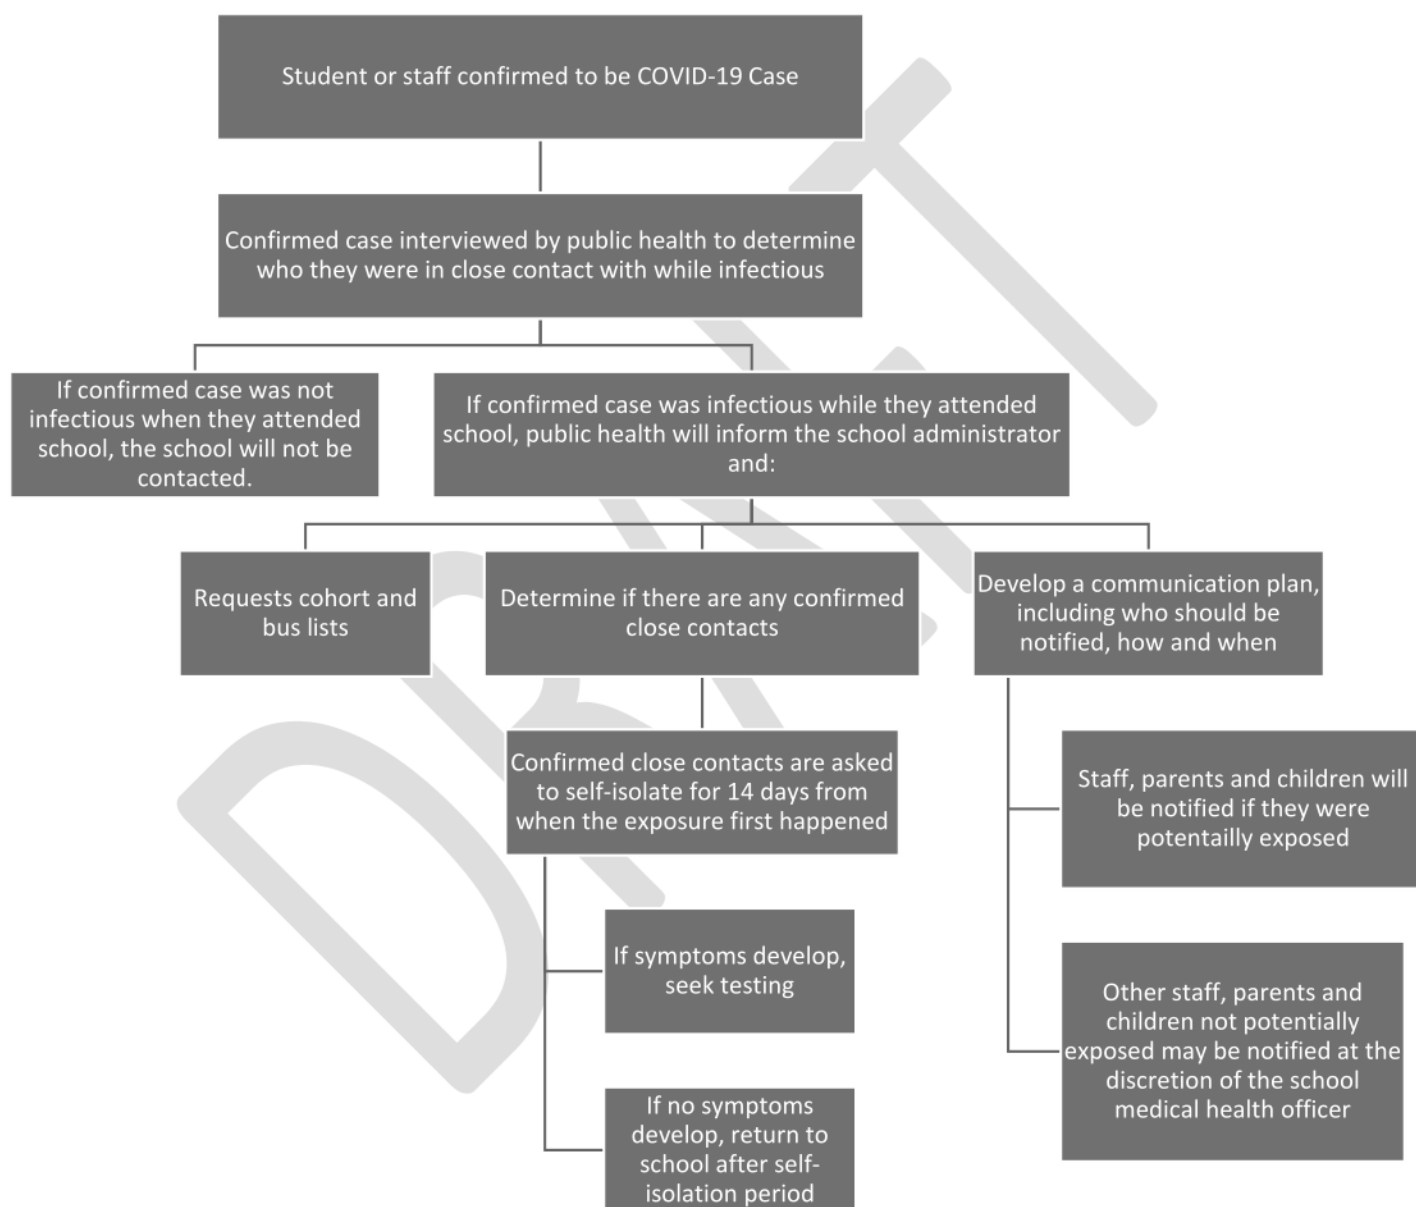 Student or staff confirmed to be COVID-19 Case
Confirmed case interviewed by public health to determine
who they were in close contact with while infectious
If confirmed case was not
infectious when they attended
school, the school will not be
contacted.
If confirmed case was infectious while they attended
school, public health will inform the school administrator
and:
Requests cohort and
bus lists
Determine if there are any confirmed
close contacts
Develop a communication plan,
including who should be
notified, how and when
Confirmed close contacts are asked
to self-isolate for 14 days from
when the exposure first happened
Staff, parents and children will
be notified if they were
potentailly exposed
If symptoms develop,
seek testing
Other staff, parents and
children not potentially
exposed may be notified at the
discretion of the school
medical health officer
If no symptoms
develop, return to
school after self-
isolation period
DRAFT